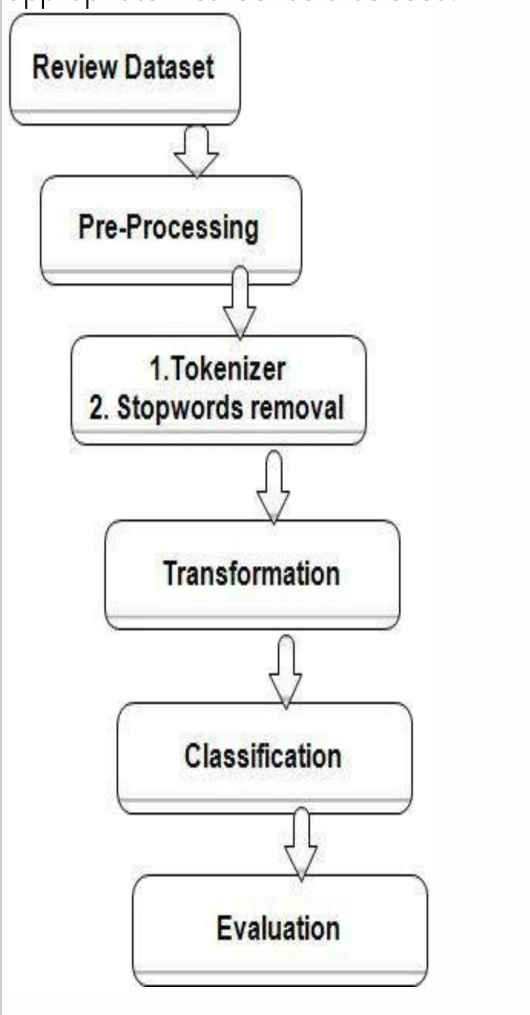 Review Dataset
Pre-Processing
1.Tokenizer
2. Stopwords removal
Transformation
Classification
Evaluation